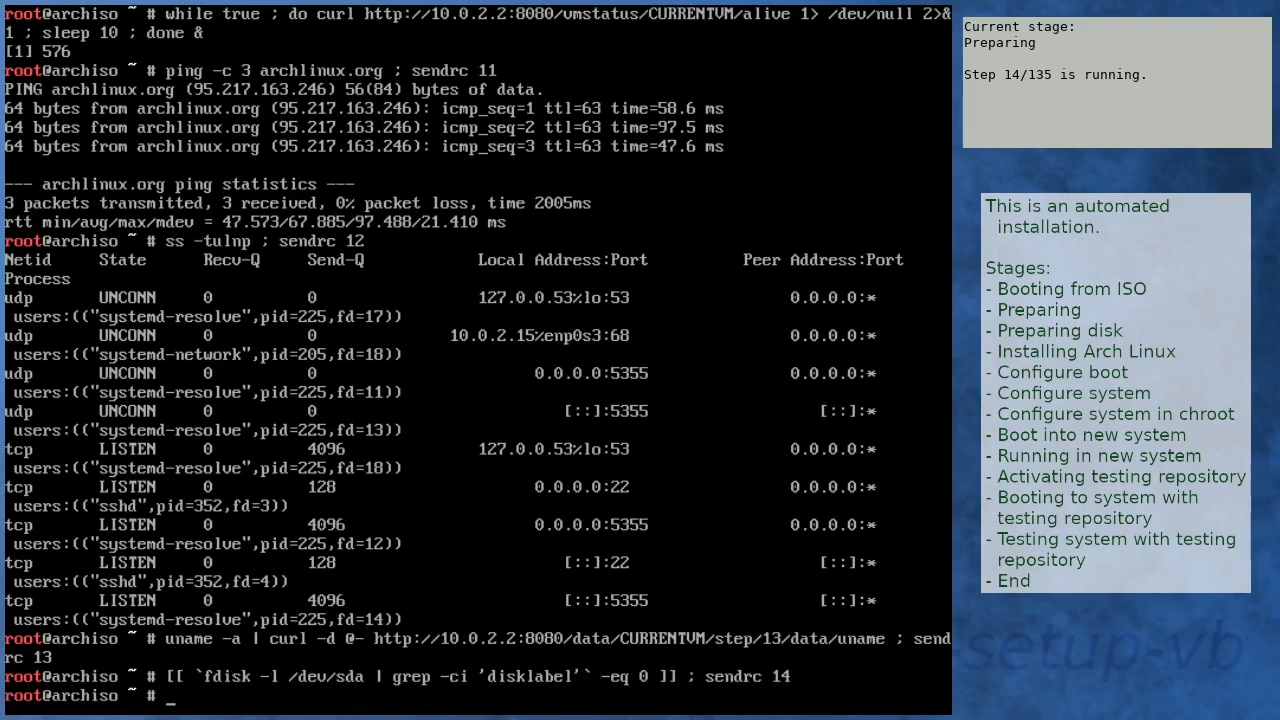 root@archiso ~ # while true ; do curl http://10.0.2.2:8080/vmstatus/CURRENTVM/alive 1> /dev/null 2>&
1 ; sleep 10 ; done &
[1] 576
root@archiso ~ # ping -c 3 archlinux.org ; sendrc 11
PING archlinux.org (95.217.163.246) 56(84) bytes of data.
64 bytes from archlinux.org (95.217.163.246): icmp_seq=1 ttl=63 time=58.6 ms
64 bytes from archlinux.org (95.217.163.246): icmp_seq=2 ttl=63 time=97.5 ms
64 bytes from archlinux.org (95.217.163.246): icmp_seq=3 ttl=63 time=47.6 ms
--- archlinux.org ping statistics ---
3 packets transmitted, 3 received, 0% packet loss, time 2005ms
rtt min/avg/max/mdev = 47.573/67.885/97.488/21.410 ms
root@archiso ~ # ss -tulnp ; sendrc 12
Netid State Recv-Q Send-Q Local Address:Port Peer Address:Port
Process
udp UNCONN 0 0 127.0.0.53%lo:53 0.0.0.0:*
users:(("systemd-resolve",pid=225,fd=17))
udp UNCONN 0 0 10.0.2.15%enp0s3:68 0.0.0.0:*
users:(("systemd-network",pid=205,fd=18))
udp UNCONN 0 0 0.0.0.0:5355 0.0.0.0:*
users:(("systemd-resolve",pid=225,fd=11))
udp UNCONN 0 0 [::]:5355 [::]:*
users:(("systemd-resolve",pid=225,fd=13))
tcp LISTEN 0 4096 127.0.0.53%lo:53 0.0.0.0:*
users:(("systemd-resolve",pid=225,fd=18))
tcp LISTEN 0 128 0.0.0.0:22 0.0.0.0:*
users:(("sshd",pid=352,fd=3))
tcp LISTEN 0 4096 0.0.0.0:5355 0.0.0.0:*
users:(("systemd-resolve",pid=225,fd=12))
tcp LISTEN 0 128 [::]:22 [::]:*
users:(("sshd",pid=352,fd=4))
tcp LISTEN 0 4096 [::]:5355 [::]:*
users:(("systemd-resolve",pid=225,fd=14))
root@archiso ~ # uname -a | curl -d @- http://10.0.2.2:8080/data/CURRENTVM/step/13/data/uname ; send
rc 13
root@archiso ~ # [[ `fdisk -l /dev/sda | grep -ci 'disklabel'` -eq 0 ]] ; sendrc 14
root@archiso ~ # _
Current stage:
Preparing
Step 14/135 is running.
This is an automated
installation.
Stages:
- Booting from ISO
- Preparing
- Preparing disk
- Installing Arch Linux
- Configure boot
- Configure system
- Configure system in chroot
- Boot into new system
- Running in new system
- Activating testing repository
- Booting to system with
testing repository
- Testing system with testing
repository
- End
setup-vb